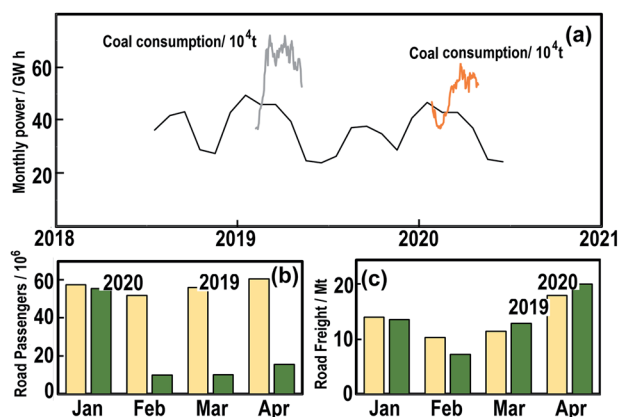 Coal consumption/ 10⁴t
(a)
Coal consumption/ 10⁴t
Monthly power / GW h
60
40
20
2018
2019
2020
2021
Road Passengers / 10⁶
60
40
20
0
2020
2019
(b)
Jan
Feb
Mar
Apr
Road Freight / Mt
20
10
0
(c)
2019
2020
Jan
Feb
Mar
Apr